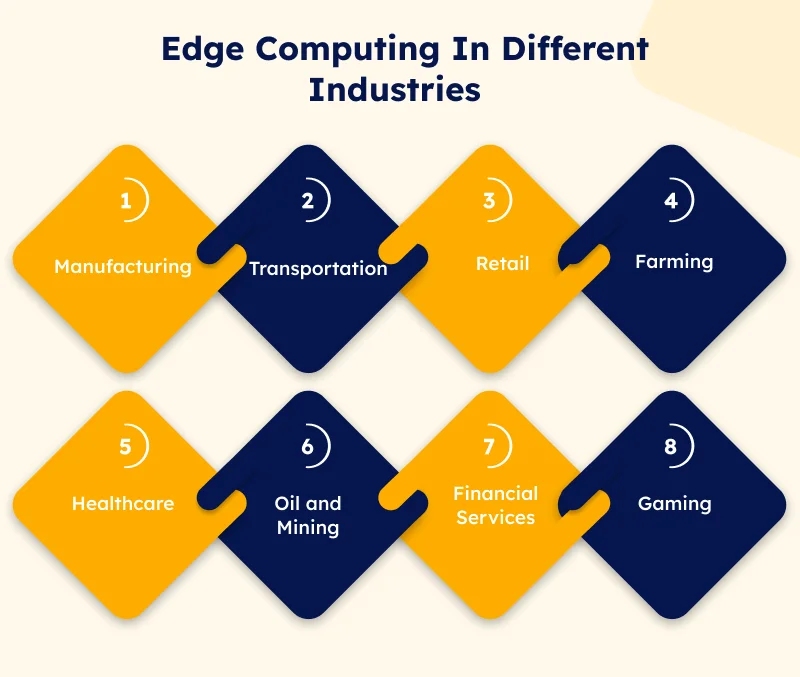 Edge Computing In Different
Industries
1
Manufacturing
2
Transportation
3
Retail
4
Farming
5
Healthcare
6
Oil and
Mining
7
Financial
Services
8
Gaming